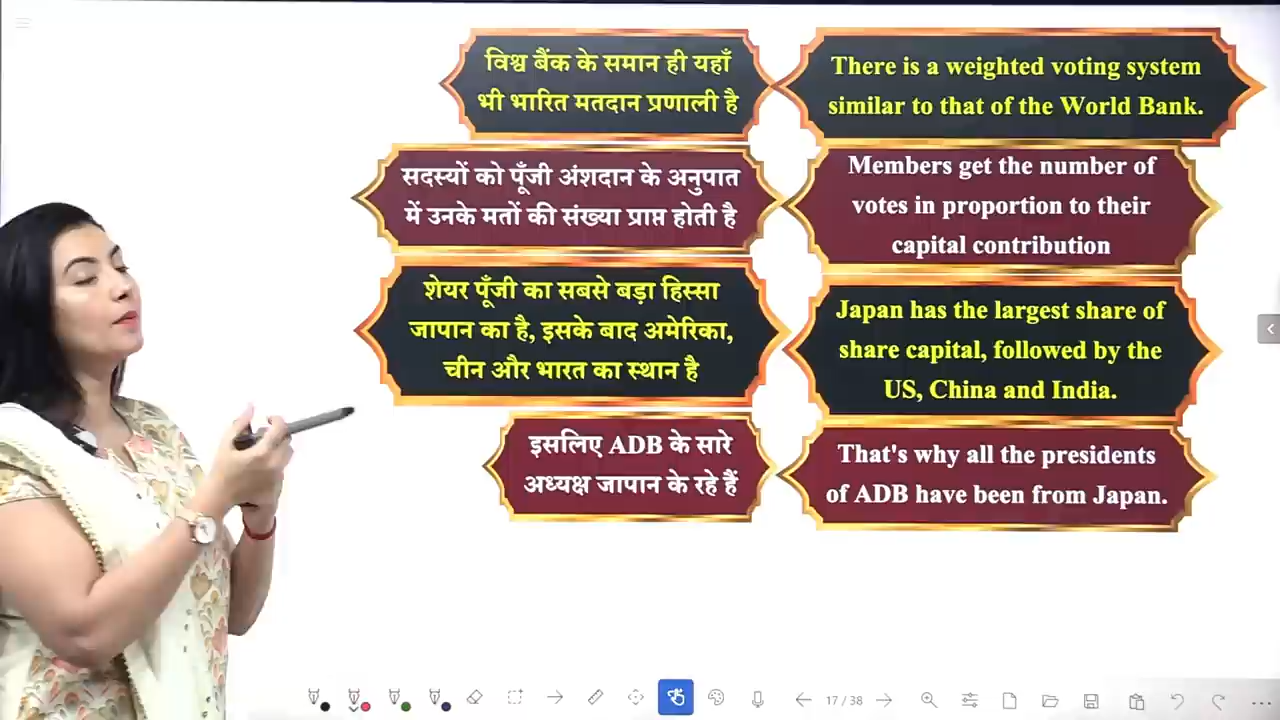 विश्व बैंक के समान ही यहाँ
भी भारित मतदान प्रणाली है
There is a weighted voting system
similar to that of the World Bank.
सदस्यों को पूँजी अंशदान के अनुपात
में उनके मतों की संख्या प्राप्त होती है
Members get the number of
votes in proportion to their
capital contribution
शेयर पूँजी का सबसे बड़ा हिस्सा
जापान का है, इसके बाद अमेरिका,
चीन और भारत का स्थान है
Japan has the largest share of
share capital, followed by the
US, China and India.
इसलिए ADB के सारे
अध्यक्ष जापान के रहे हैं
That's why all the presidents
of ADB have been from Japan.
17 / 38